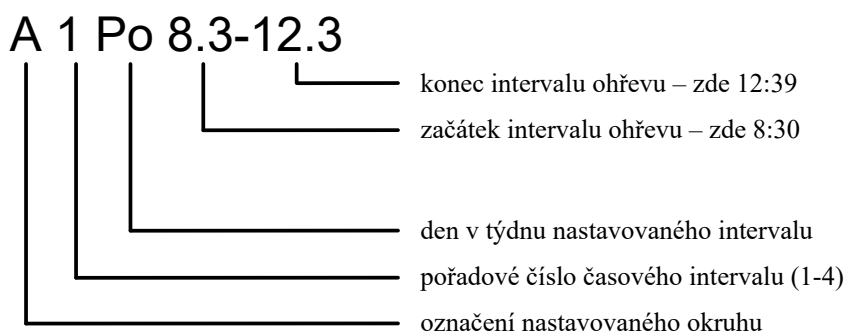 A 1 Po 8.3-12.3
konec intervalu ohřevu – zde 12:39
začátek intervalu ohřevu – zde 8:30
den v týdnu nastavovaného intervalu
pořadové číslo časového intervalu (1-4)
označení nastavovaného okruhu